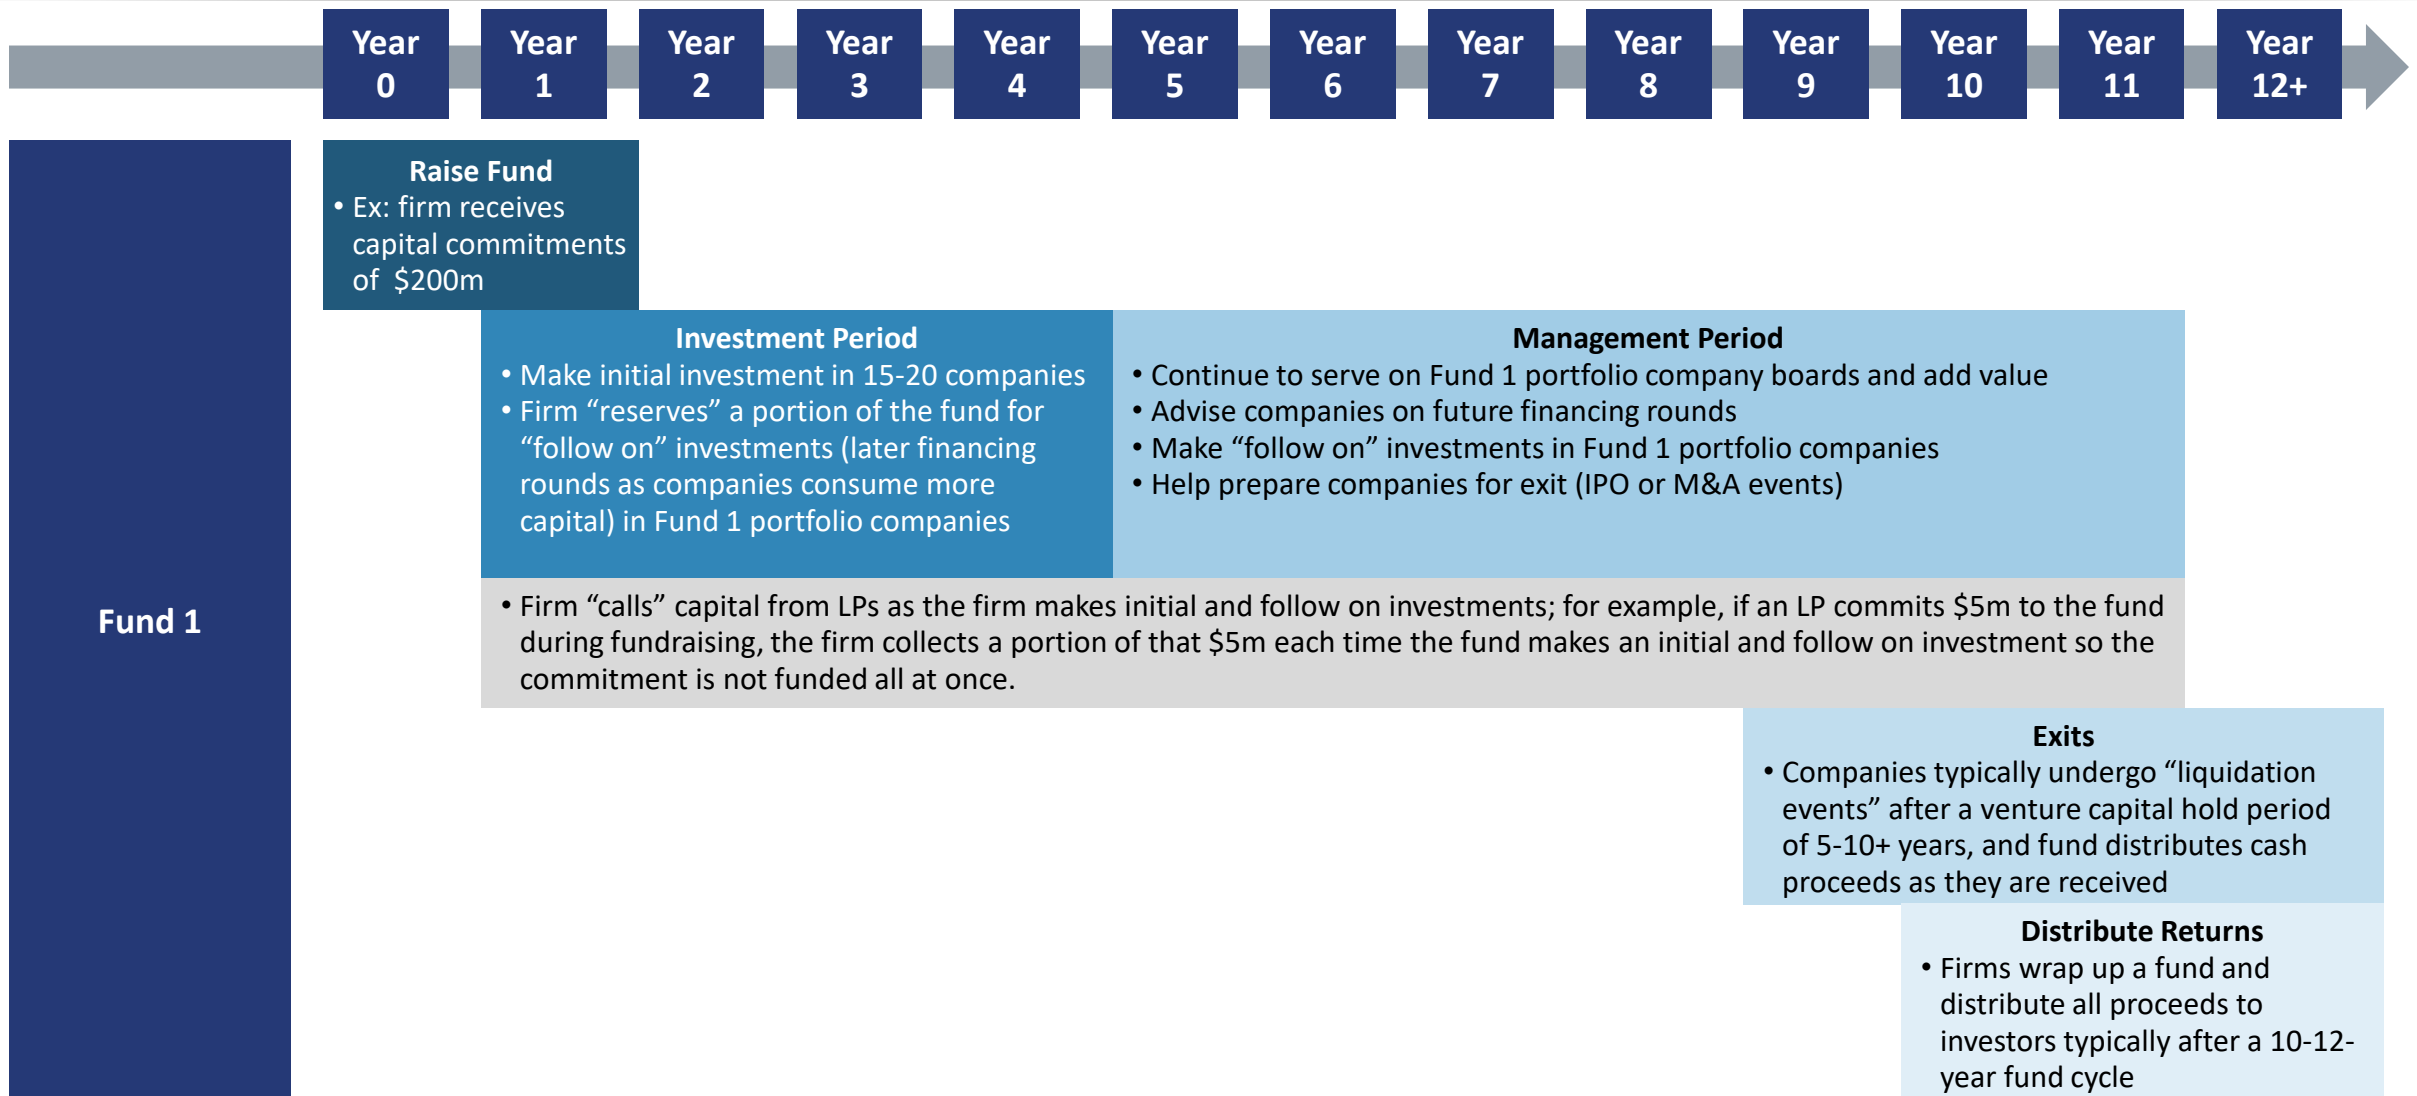 Year 0
Year 1
Year 2
Year 3
Year 4
Year 5
Year 6
Year 7
Year 8
Year 9
Year 10
Year 11
Year 12+
Fund 1
Raise Fund
• Ex: firm receives
capital commitments
of $200m
Investment Period
• Make initial investment in 15-20 companies
• Firm “reserves” a portion of the fund for
“follow on” investments (later financing
rounds as companies consume more
capital) in Fund 1 portfolio companies
Management Period
• Continue to serve on Fund 1 portfolio company boards and add value
• Advise companies on future financing rounds
• Make “follow on” investments in Fund 1 portfolio companies
• Help prepare companies for exit (IPO or M&A events)
• Firm “calls” capital from LPs as the firm makes initial and follow on investments; for example, if an LP commits $5m to the fund
during fundraising, the firm collects a portion of that $5m each time the fund makes an initial and follow on investment so the
commitment is not funded all at once.
Exits
• Companies typically undergo “liquidation
events” after a venture capital hold period
of 5-10+ years, and fund distributes cash
proceeds as they are received
Distribute Returns
• Firms wrap up a fund and
distribute all proceeds to
investors typically after a 10-12-
year fund cycle